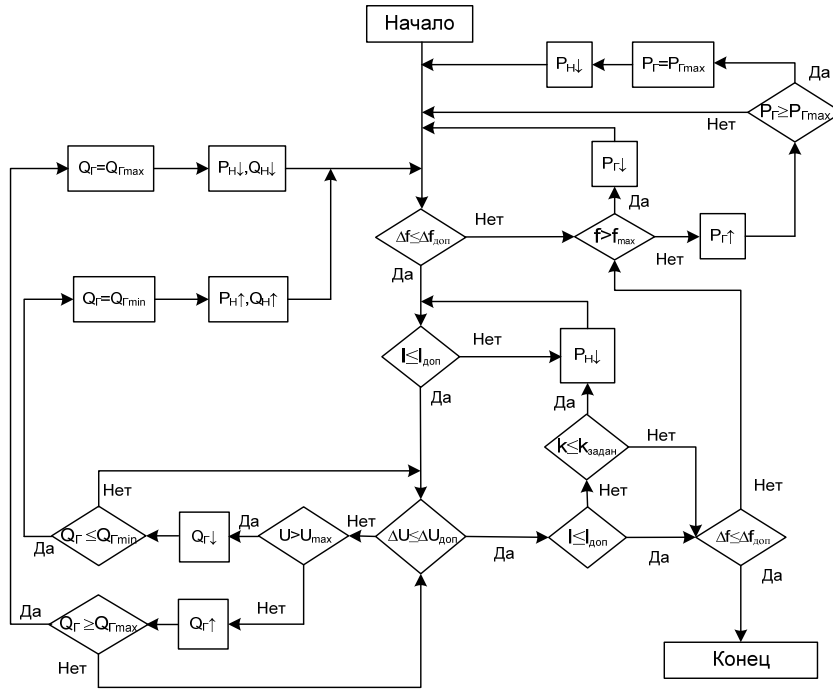 Начало
Pн↓
PГ=PГmax
Да
PГ≥PГmax
Нет
QГ=QГmax
Pн↓,Qн↓
PГ↓
Да
Δf≤Δfдоп
Нет
f>fmax
Нет
PГ↑
Да
QГ=QГmin
Pн↑,Qн↑
I≤Iдоп
Нет
Pн↓
Да
Да
k≤kзадан
Нет
Нет
Нет
QГ≤QГmin
Да
QГ↓
Да
U>Umax
Нет
ΔU≤ΔUдоп
Да
I≤Iдоп
Нет
Да
Δf≤Δfдоп
Да
Да
QГ≥QГmax
Нет
QГ↑
Нет
Конец